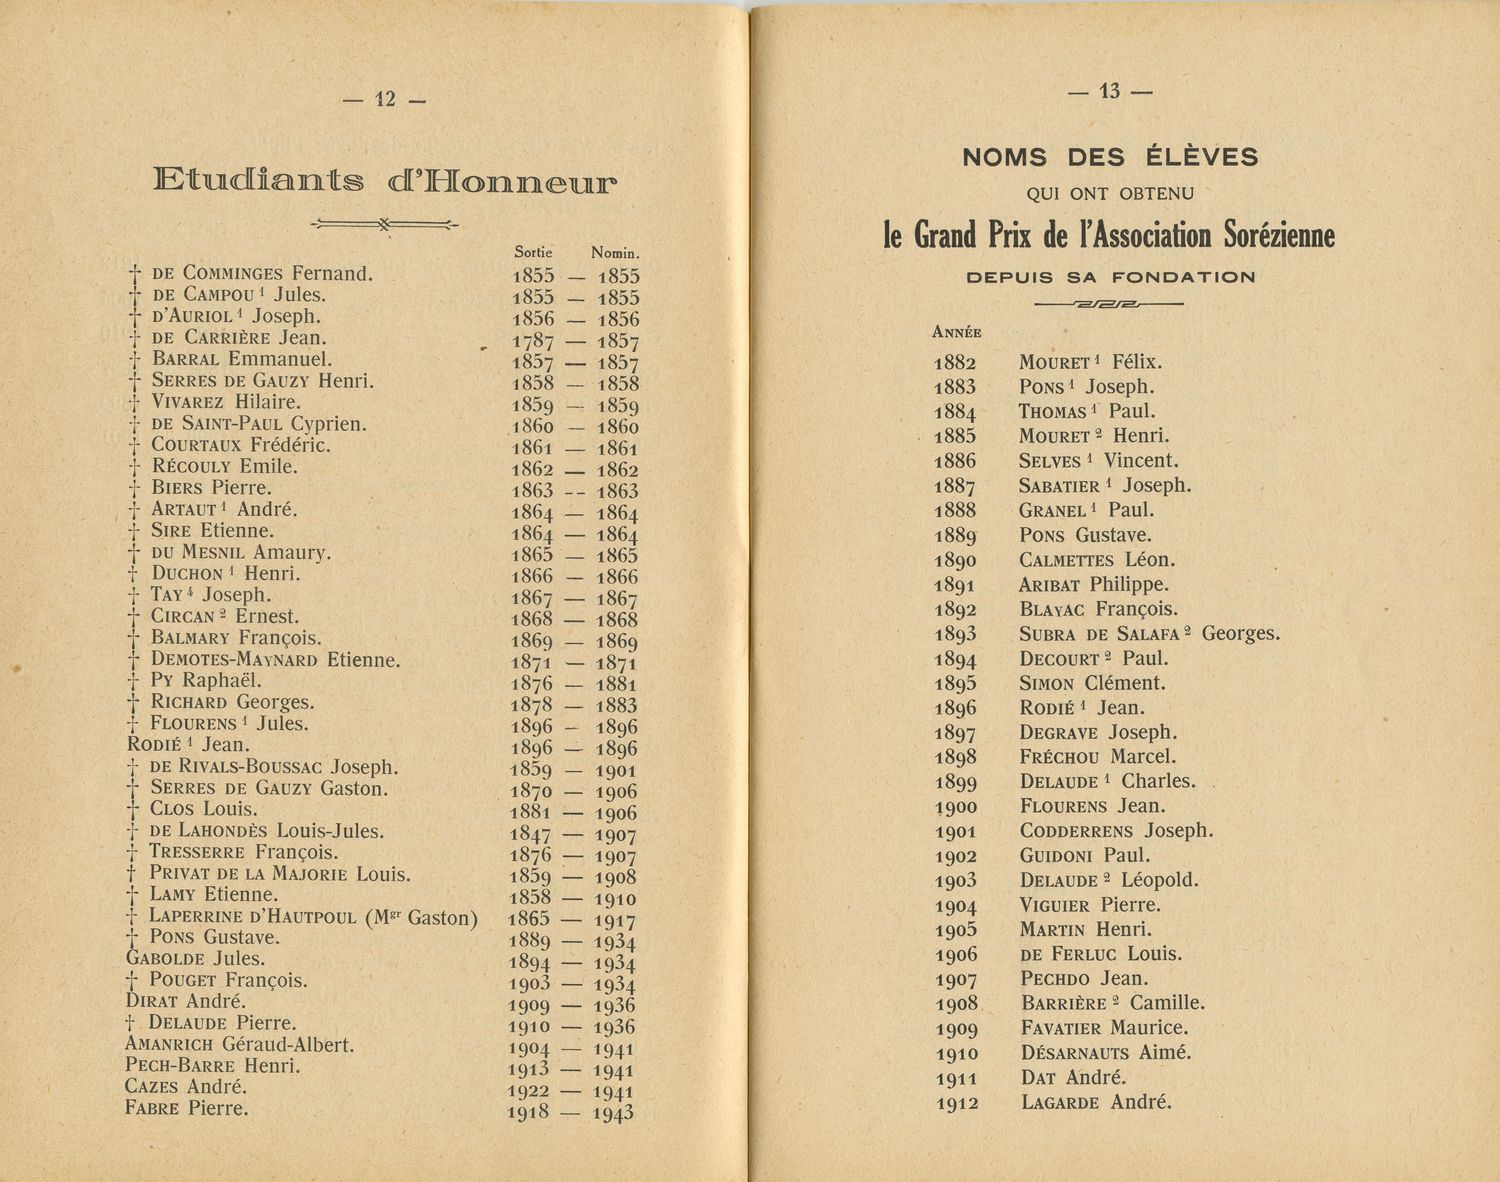 — 12 —
Etudiants d'Honneur
Sortie Nomin.
† DE COMMINGES Fernand. 1855 — 1855
† DE CAMPOU ¹ Jules. 1855 — 1855
† D'AURIOL ¹ Joseph. 1856 — 1856
† DE CARRIÈRE Jean. 1787 — 1857
† BARRAL Emmanuel. 1857 — 1857
† SERRES DE GAUZY Henri. 1858 — 1858
† VIVAREZ Hilaire. 1859 — 1859
† DE SAINT-PAUL Cyprien. 1860 — 1860
† COURTAUX Frédéric. 1861 — 1861
† RÉCOULY Emile. 1862 — 1862
† BIERS Pierre. 1863 -- 1863
† ARTAUT ¹ André. 1864 — 1864
† SIRE Etienne. 1864 — 1864
† DU MESNIL Amaury. 1865 — 1865
† DUCHON ¹ Henri. 1866 — 1866
† TAY ⁴ Joseph. 1867 — 1867
† CIRCAN ² Ernest. 1868 — 1868
† BALMARY François. 1869 — 1869
† DEMOTES-MAYNARD Etienne. 1871 — 1871
† PY Raphaël. 1876 — 1881
† RICHARD Georges. 1878 — 1883
† FLOURENS ¹ Jules. 1896 – 1896
RODIÉ ¹ Jean. 1896 — 1896
† DE RIVALS-BOUSSAC Joseph. 1859 — 1901
† SERRES DE GAUZY Gaston. 1870 — 1906
† CLOS Louis. 1881 — 1906
† DE LAHONDÈS Louis-Jules. 1847 — 1907
† TRESSERRE François. 1876 — 1907
† PRIVAT DE LA MAJORIE Louis. 1859 — 1908
† LAMY Etienne. 1858 — 1910
† LAPERRINE D'HAUTPOUL (Mgr Gaston) 1865 — 1917
† PONS Gustave. 1889 — 1934
GABOLDE Jules. 1894 — 1934
† POUGET François. 1903 — 1934
DIRAT André. 1909 — 1936
† DELAUDE Pierre. 1910 — 1936
AMANRICH Géraud-Albert. 1904 — 1941
PECH-BARRE Henri. 1913 — 1941
CAZES André. 1922 — 1941
FABRE Pierre. 1918 — 1943
— 13 —
NOMS DES ÉLÈVES
QUI ONT OBTENU
le Grand Prix de l'Association Sorézienne
DEPUIS SA FONDATION
ANNÉE
1882 MOURET ¹ Félix.
1883 PONS ¹ Joseph.
1884 THOMAS ¹ Paul.
1885 MOURET ² Henri.
1886 SELVES ¹ Vincent.
1887 SABATIER ¹ Joseph.
1888 GRANEL ¹ Paul.
1889 PONS Gustave.
1890 CALMETTES Léon.
1891 ARIBAT Philippe.
1892 BLAYAC François.
1893 SUBRA DE SALAFA ² Georges.
1894 DECOURT ² Paul.
1895 SIMON Clément.
1896 RODIÉ ¹ Jean.
1897 DEGRAVE Joseph.
1898 FRÉCHOU Marcel.
1899 DELAUDE ¹ Charles.
1900 FLOURENS Jean.
1901 CODDERRENS Joseph.
1902 GUIDONI Paul.
1903 DELAUDE ² Léopold.
1904 VIGUIER Pierre.
1905 MARTIN Henri.
1906 DE FERLUC Louis.
1907 PECHDO Jean.
1908 BARRIÈRE ² Camille.
1909 FAVATIER Maurice.
1910 DÉSARNAUTS Aimé.
1911 DAT André.
1912 LAGARDE André.